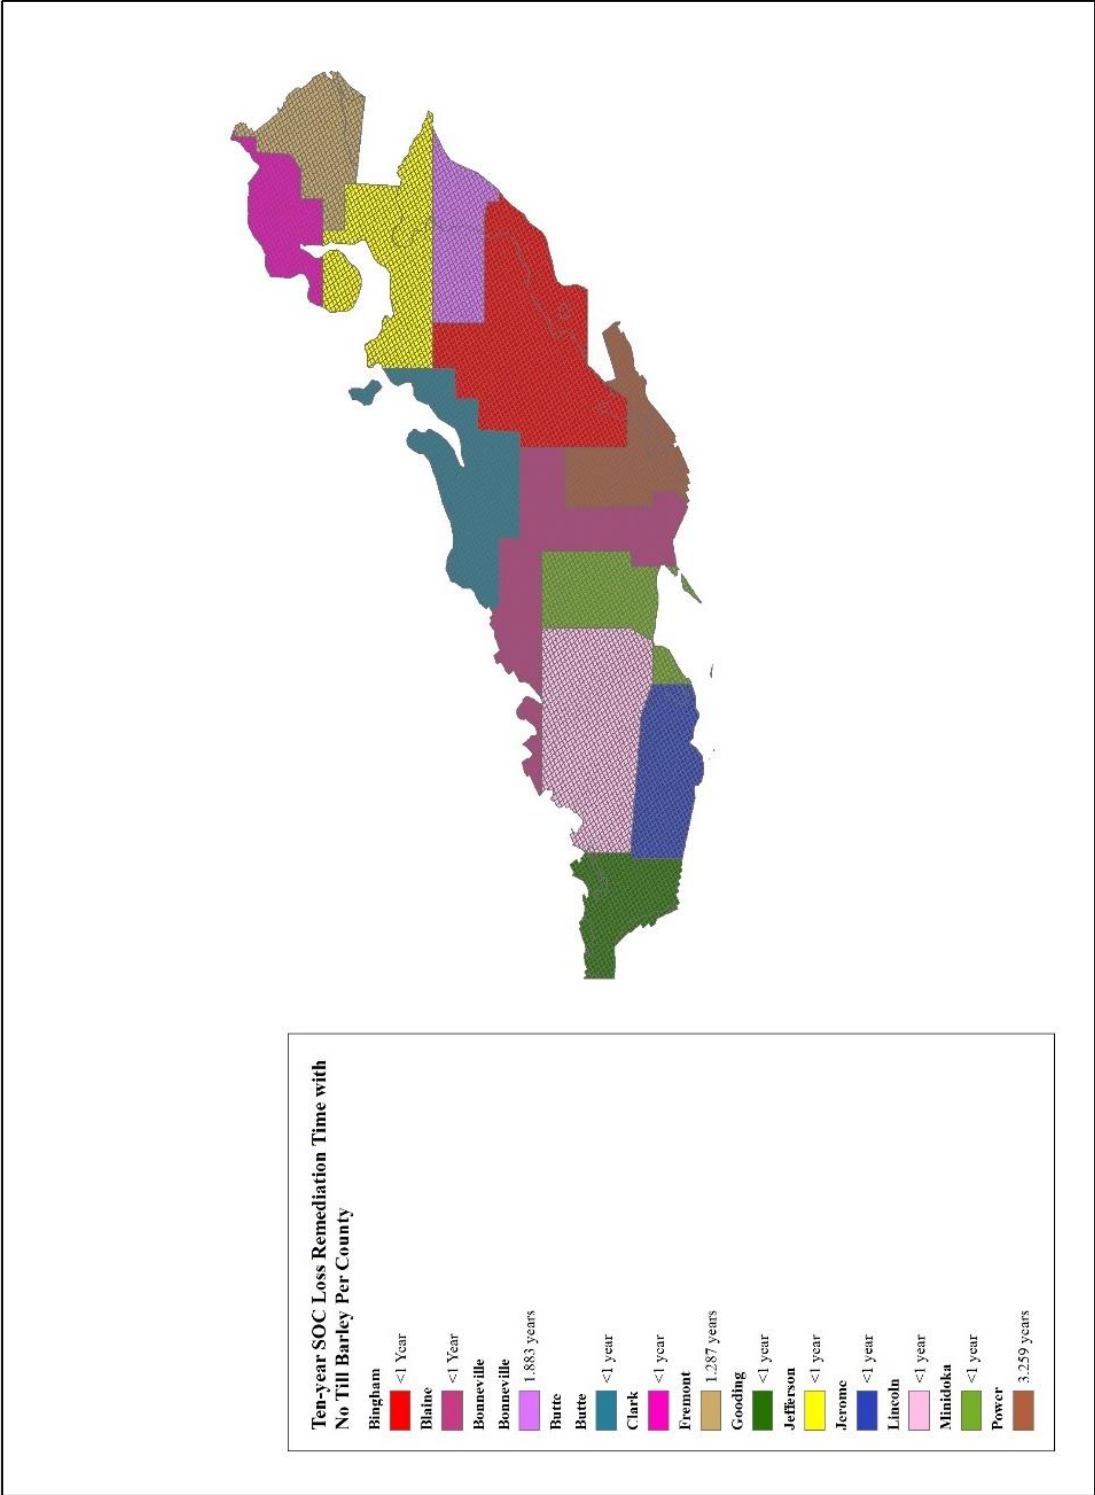 Ten-year SOC Loss Remediation Time with
No Till Barley Per County
Bingham
<1 Year
Blaine
<1 Year
Bonneville
Bonneville
1.883 years
Butte
Butte
<1 year
Clark
<1 year
Fremont
1.287 years
Gooding
<1 year
Jefferson
<1 year
Jerome
<1 year
Lincoln
<1 year
Minidoka
<1 year
Power
3.259 years